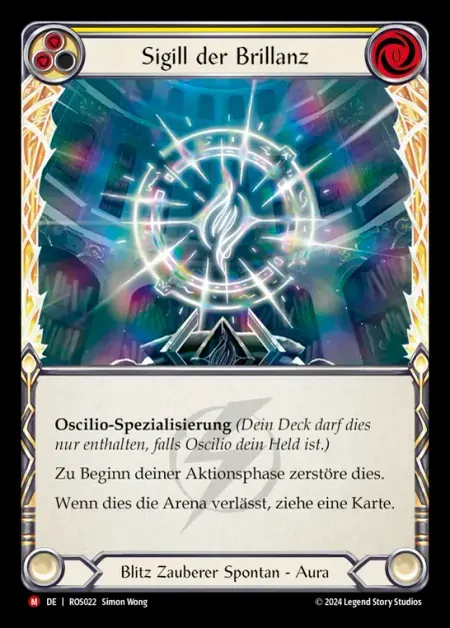 Sigill der Brillanz
0
Oscilio-Spezialisierung (Dein Deck darf dies
nur enthalten, falls Oscilio dein Held ist.)
Zu Beginn deiner Aktionsphase zerstöre dies.
Wenn dies die Arena verlässt, ziehe eine Karte.
Blitz Zauberer Spontan - Aura
M DE | ROS022 Simon Wong
© 2024 Legend Story Studios